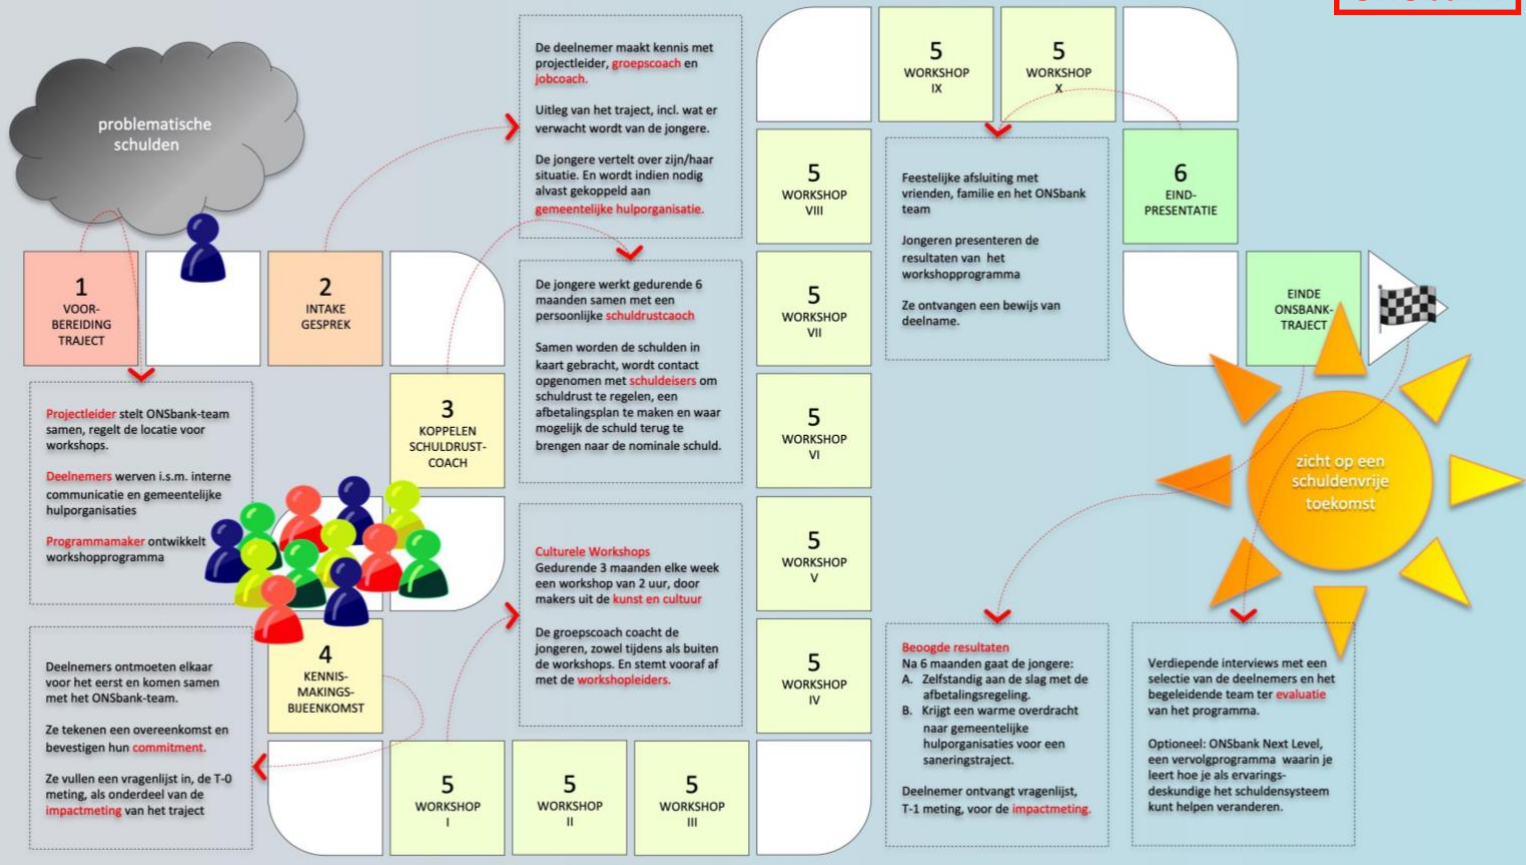 problematische
schulden
1
VOOR-
BEREIDING
TRAJECT
2
INTAKE
GESPREK
Projectleider stelt ONSbank-team
samen, regelt de locatie voor
workshops.
Deelnemers werven i.s.m. interne
communicatie en gemeentelijke
hulporganisaties
Programmamaker ontwikkelt
workshopprogramma
De deelnemer maakt kennis met
projectleider, groepscoach en
jobcoach.
Uitleg van het traject, incl. wat er
verwacht wordt van de jongere.
De jongere vertelt over zijn/haar
situatie. En wordt indien nodig
alvast gekoppeld aan
gemeentelijke hulporganisatie.
3
KOPPELEN
SCHULDRUST-
COACH
De jongere werkt gedurende 6
maanden samen met een
persoonlijke schuldrustcaoch
Samen worden de schulden in
kaart gebracht, wordt contact
opgenomen met schuldeisers om
schuldrust te regelen, een
afbetalingsplan te maken en waar
mogelijk de schuld terug te
brengen naar de nominale schuld.
4
KENNIS-
MAKINGS-
BIJEENKOMST
Deelnemers ontmoeten elkaar
voor het eerst en komen samen
met het ONSbank-team.
Ze tekenen een overeenkomst en
bevestigen hun commitment.
Ze vullen een vragenlijst in, de T-0
meting, als onderdeel van de
impactmeting van het traject
Culturele Workshops
Gedurende 3 maanden elke week
een workshop van 2 uur, door
makers uit de kunst en cultuur
De groepscoach coacht de
jongeren, zowel tijdens als buiten
de workshops. En stemt vooraf af
met de workshopleiders.
5
WORKSHOP
I
5
WORKSHOP
II
5
WORKSHOP
III
5
WORKSHOP
IV
5
WORKSHOP
V
5
WORKSHOP
VI
5
WORKSHOP
VII
5
WORKSHOP
VIII
5
WORKSHOP
IX
5
WORKSHOP
X
6
EIND-
PRESENTATIE
Feestelijke afsluiting met
vrienden, familie en het ONSbank
team
Jongeren presenteren de
resultaten van het
workshopprogramma
Ze ontvangen een bewijs van
deelname.
EINDE
ONSBANK-
TRAJECT
zicht op een
schuldenvrije
toekomst
Beoogde resultaten
Na 6 maanden gaat de jongere:
A. Zelfstandig aan de slag met de
afbetalingsregeling.
B. Krijgt een warme overdracht
naar gemeentelijke
hulporganisaties voor een
saneringstraject.
Deelnemer ontvangt vragenlijst,
T-1 meting, voor de impactmeting.
Verdiepende interviews met een
selectie van de deelnemers en het
begeleidende team ter evaluatie
van het programma.
Optioneel: ONSbank Next Level,
een vervolgprogramma waarin je
leert hoe je als ervarings-
deskundige het schuldensysteem
kunt helpen veranderen.